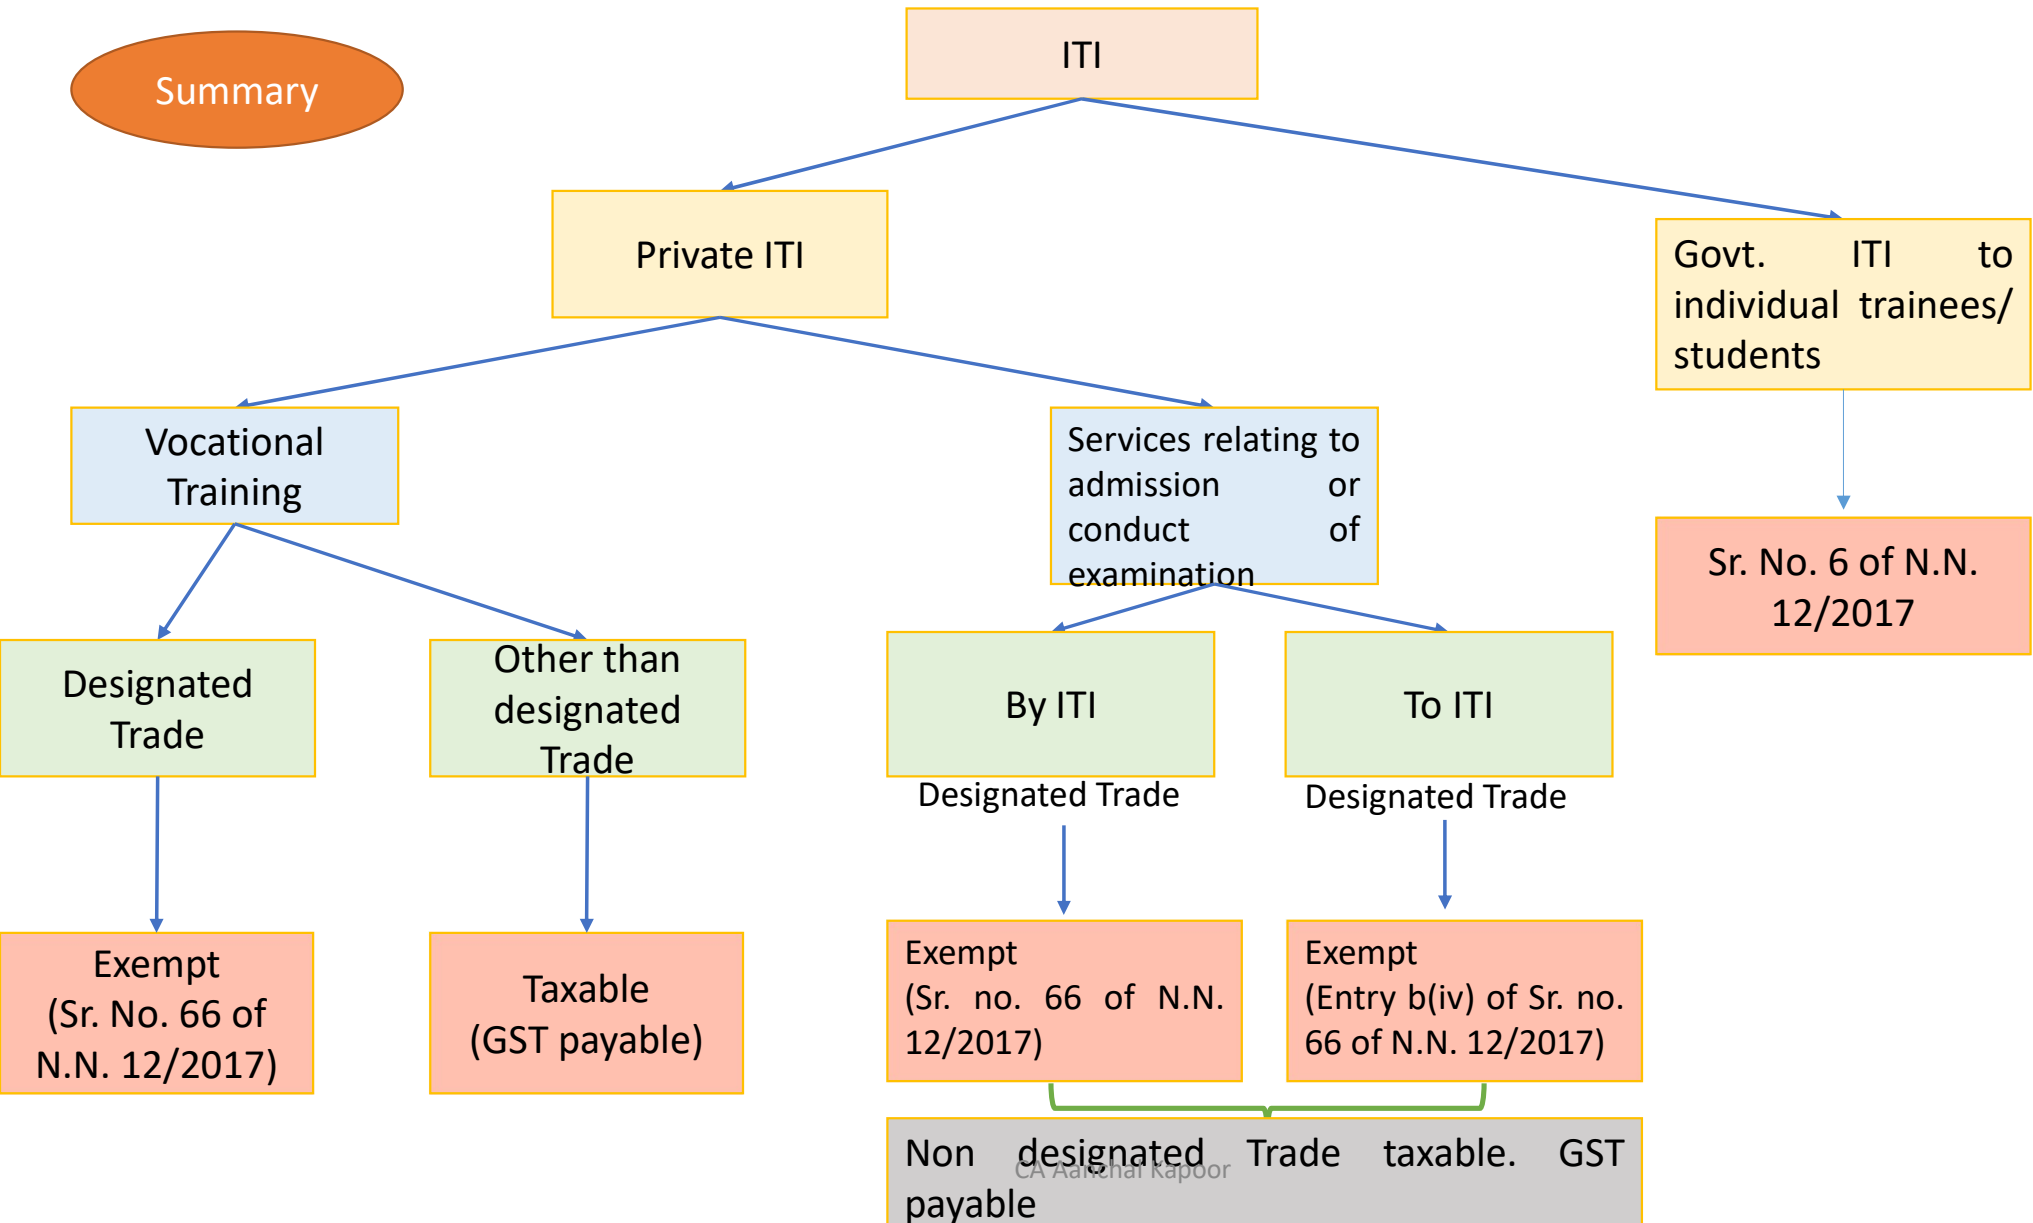 Summary
ITI
Private ITI
Govt. ITI to
individual trainees/
students
Vocational
Training
Services relating to
admission or
conduct of
examination
Sr. No. 6 of N.N.
12/2017
Designated
Trade
Other than
designated
Trade
By ITI
To ITI
Designated Trade
Designated Trade
Exempt
(Sr. No. 66 of
N.N. 12/2017)
Taxable
(GST payable)
Exempt
(Sr. no. 66 of N.N.
12/2017)
Exempt
(Entry b(iv) of Sr. no.
66 of N.N. 12/2017)
Non designated Trade taxable. GST
payable
CA Aanchal Kapoor